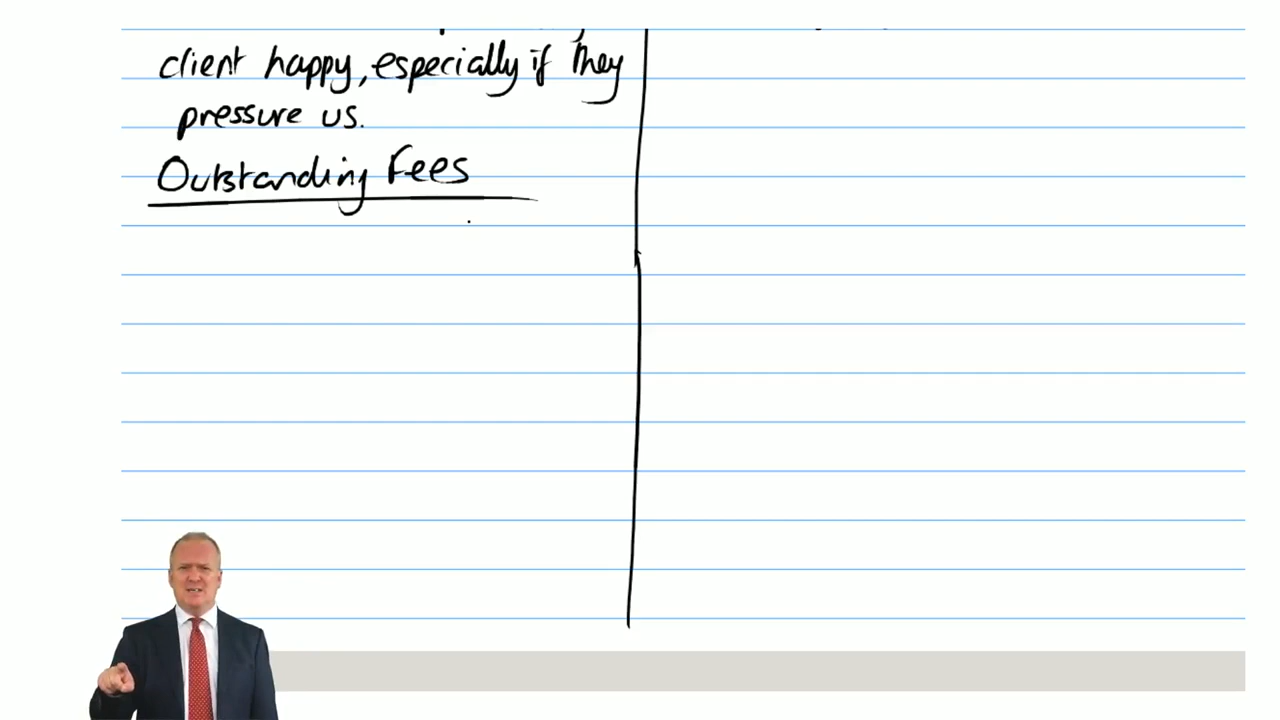 client happy, especially if they
pressure us.
Outstanding Fees